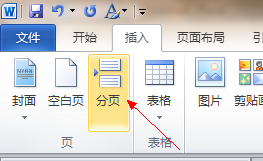 文件 开始 插入 页面布局
封面 空白页 分页 表格 图片 剪贴画
页 表格